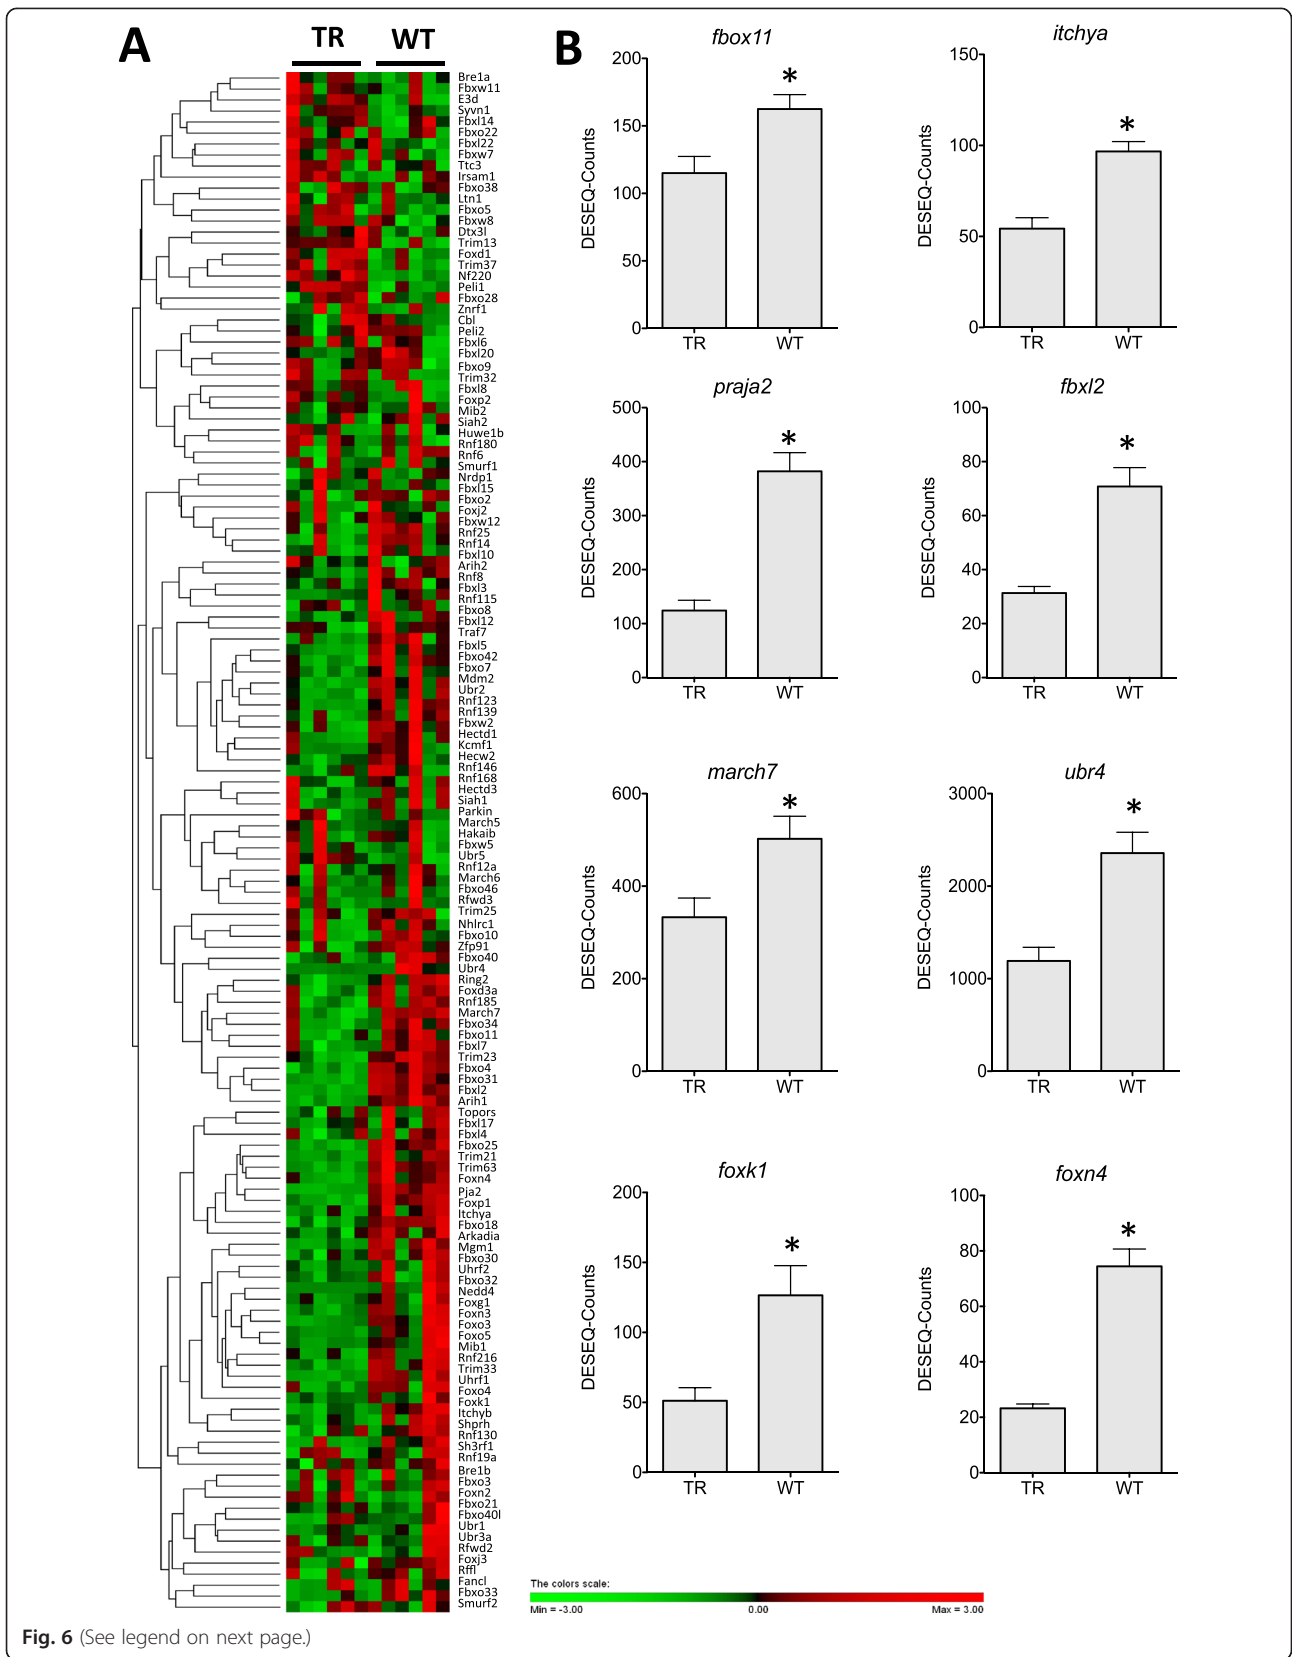 A
TR
WT
Bre1a
Fbxw11
E3d
Syvn1
Fbxl14
Fbxo22
Fbxl22
Fbxw7
Ttc3
Irsam1
Fbxo38
Ltn1
Fbxo5
Fbxw8
Dtx3l
Trim13
Foxd1
Trim37
Nf220
Peli1
Fbxo28
Znrf1
Cbl
Peli2
Fbxl6
Fbxl20
Fbxo9
Trim32
Fbxl8
Foxp2
Mib2
Siah2
Huwe1b
Rnf180
Rnf6
Smurf1
Nrdp1
Fbxl15
Fbxo2
Foxj2
Fbxw12
Rnf25
Rnf14
Fbxl10
Arih2
Rnf8
Fbxl3
Rnf115
Fbxo8
Fbxl12
Traf7
Fbxl5
Fbxo42
Fbxo7
Mdm2
Ubr2
Rnf123
Rnf139
Fbxw2
Hectd1
Kcmf1
Hecw2
Rnf146
Rnf168
Hectd3
Siah1
Parkin
March5
Hakaib
Fbxw5
Ubr5
Rnf12a
March6
Fbxo46
Rfwd3
Trim25
Nhlrc1
Fbxo10
Zfp91
Fbxo40
Ubr4
Ring2
Foxd3a
Rnf185
March7
Fbxo34
Fbxo11
Fbxl7
Trim23
Fbxo4
Fbxo31
Fbxl2
Arih1
Topors
Fbxl17
Fbxl4
Fbxo25
Trim21
Trim63
Foxn4
Pja2
Foxp1
Itchya
Fbxo18
Arkadia
Mgm1
Fbxo30
Uhrf2
Fbxo32
Nedd4
Foxg1
Foxn3
Foxo3
Foxo5
Mib1
Rnf216
Trim33
Uhrf1
Foxo4
Foxk1
Itchyb
Shprh
Rnf130
Sh3rf1
Rnf19a
Bre1b
Fbxo3
Foxn2
Fbxo21
Fbxo40l
Ubr1
Ubr3a
Rfwd2
Foxj3
Rffl
Fancl
Fbxo33
Smurf2
B
fbox11
DESEQ-Counts
200
150
100
50
0
*
TR WT
itchya
DESEQ-Counts
150
100
50
0
*
TR WT
praja2
DESEQ-Counts
500
400
300
200
100
0
*
TR WT
fbxl2
DESEQ-Counts
100
80
60
40
20
0
*
TR WT
march7
DESEQ-Counts
600
400
200
0
*
TR WT
ubr4
DESEQ-Counts
3000
2000
1000
0
*
TR WT
foxk1
DESEQ-Counts
200
150
100
50
0
*
TR WT
foxn4
DESEQ-Counts
100
80
60
40
20
0
*
TR WT
The colors scale:
Min = -3.00 0.00 Max = 3.00
Fig. 6 (See legend on next page.)